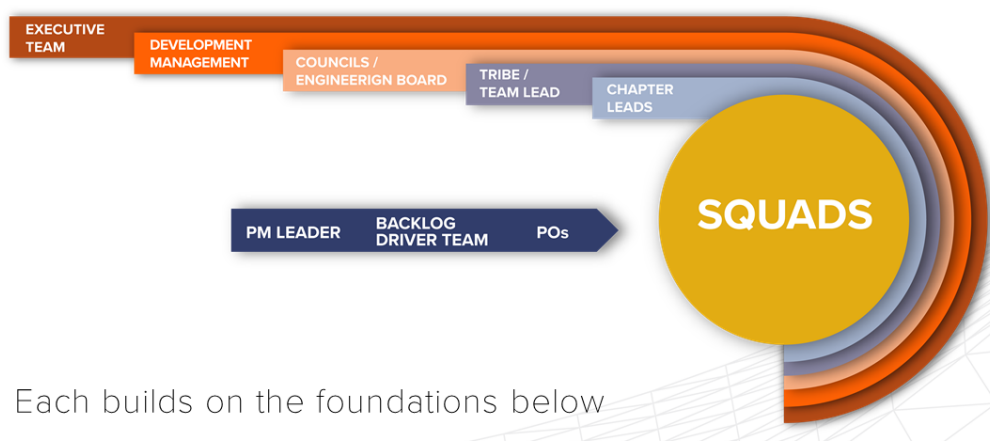 EXECUTIVE
TEAM
DEVELOPMENT
MANAGEMENT
COUNCILS /
ENGINEERIGN BOARD
TRIBE /
TEAM LEAD
CHAPTER
LEADS
SQUADS
PM LEADER
BACKLOG
DRIVER TEAM
POs
Each builds on the foundations below